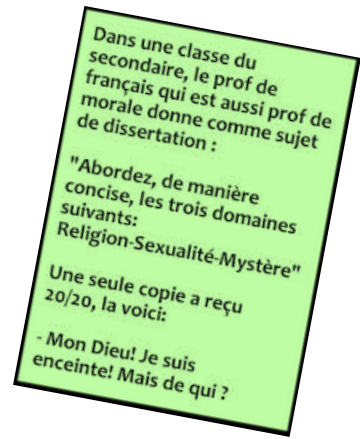 Dans une classe du
secondaire, le prof de
français qui est aussi prof de
morale donne comme sujet
de dissertation :
"Abordez, de manière
concise, les trois domaines
suivants:
Religion-Sexualité-Mystère"
Une seule copie a reçu
20/20, la voici:
- Mon Dieu! Je suis
enceinte! Mais de qui ?